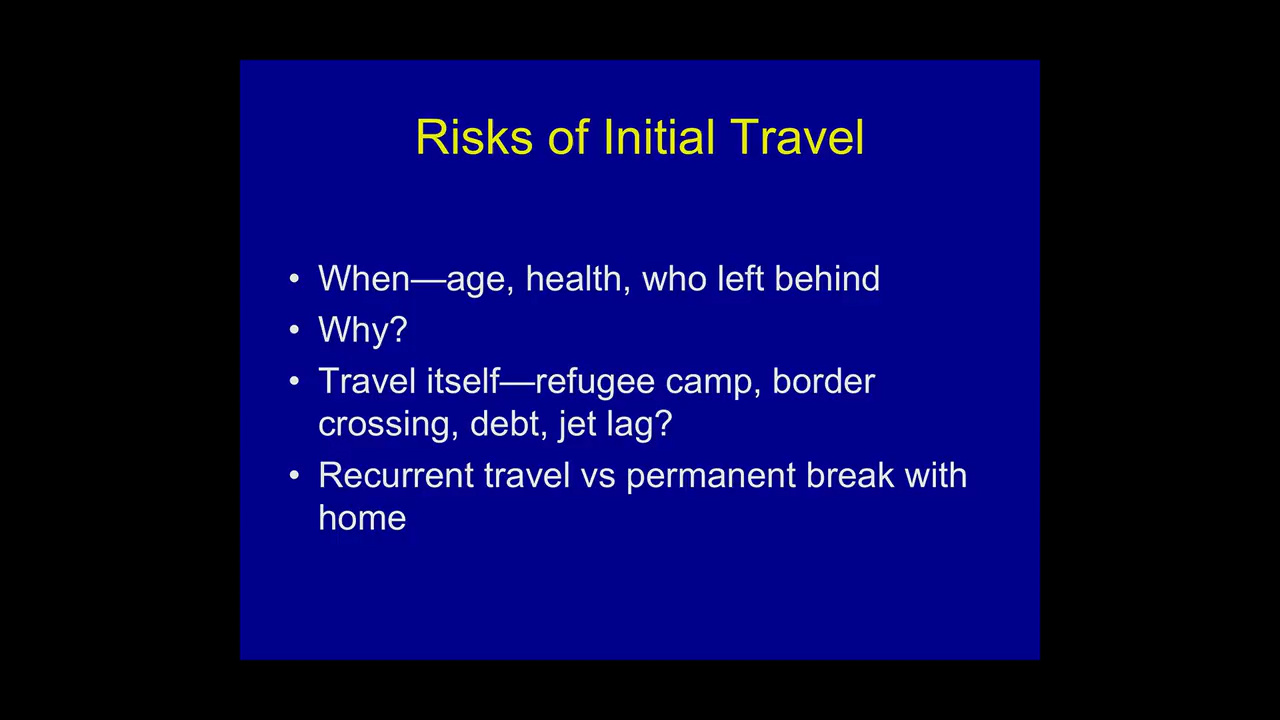 Risks of Initial Travel
• When—age, health, who left behind
• Why?
• Travel itself—refugee camp, border
crossing, debt, jet lag?
• Recurrent travel vs permanent break with
home